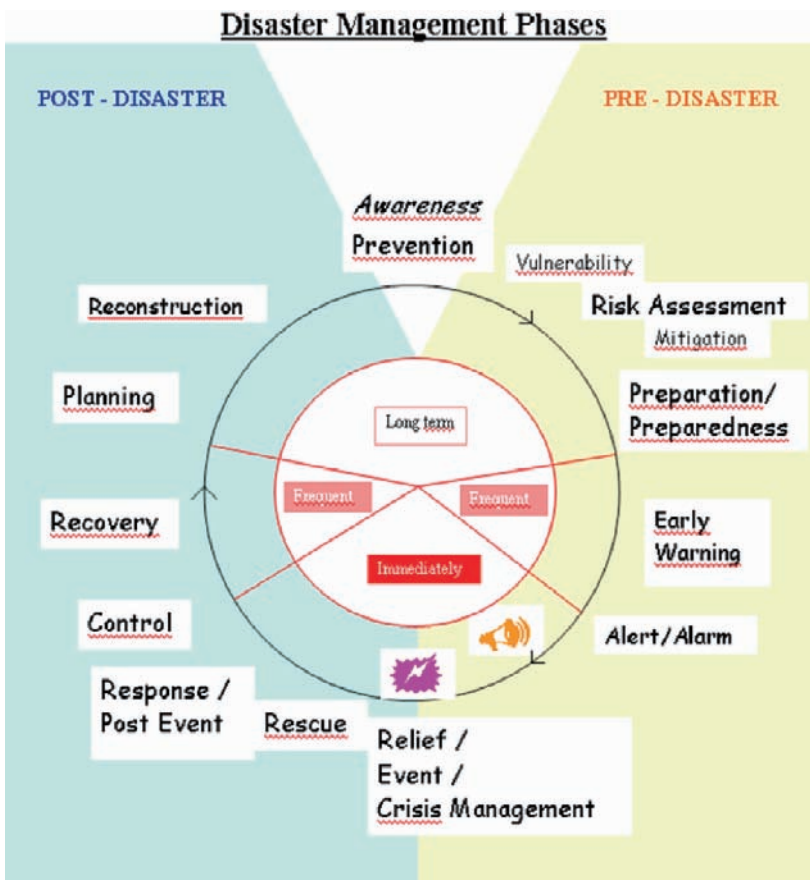 Disaster Management Phases
POST - DISASTER
PRE - DISASTER
Awareness
Prevention
Vulnerability
Risk Assessment
Mitigation
Preparation/
Preparedness
Early
Warning
Alert/Alarm
Relief /
Event /
Crisis Management
Rescue
Response /
Post Event
Control
Recovery
Planning
Reconstruction
Long term
Frequent
Frequent
Immediately